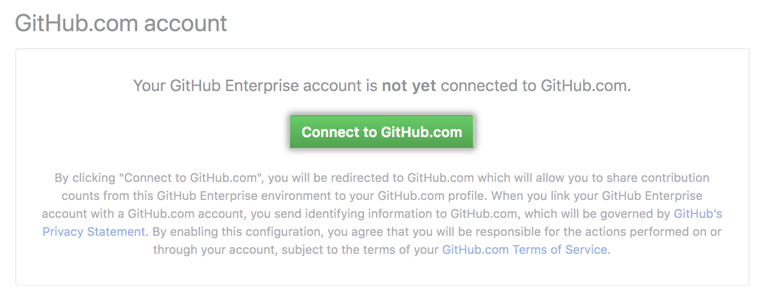 GitHub.com account
Your GitHub Enterprise account is not yet connected to GitHub.com.
Connect to GitHub.com
By clicking "Connect to GitHub.com", you will be redirected to GitHub.com which will allow you to share contribution
counts from this GitHub Enterprise environment to your GitHub.com profile. When you link your GitHub Enterprise
account with a GitHub.com account, you send identifying information to GitHub.com, which will be governed by GitHub's
Privacy Statement. By enabling this configuration, you agree that you will be responsible for the actions performed on or
through your account, subject to the terms of your GitHub.com Terms of Service.